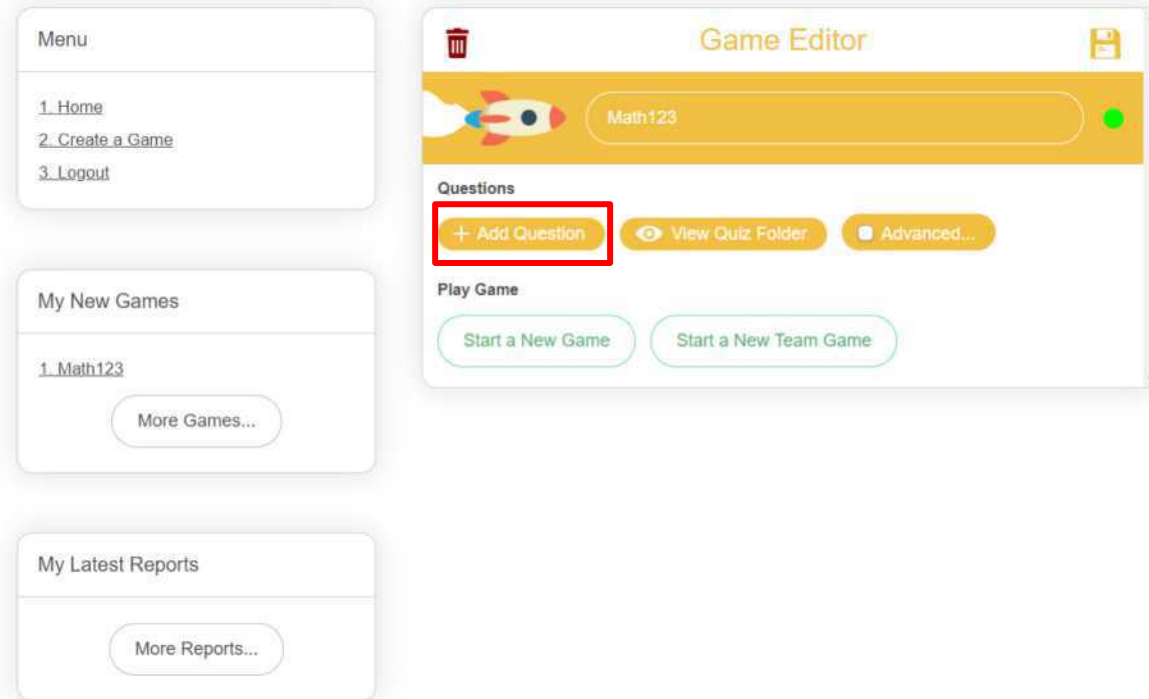 Menu
1. Home
2. Create a Game
3. Logout
My New Games
1. Math123
More Games...
My Latest Reports
More Reports...
Game Editor
Math123
Questions
+ Add Question
View Quiz Folder
Advanced...
Play Game
Start a New Game
Start a New Team Game